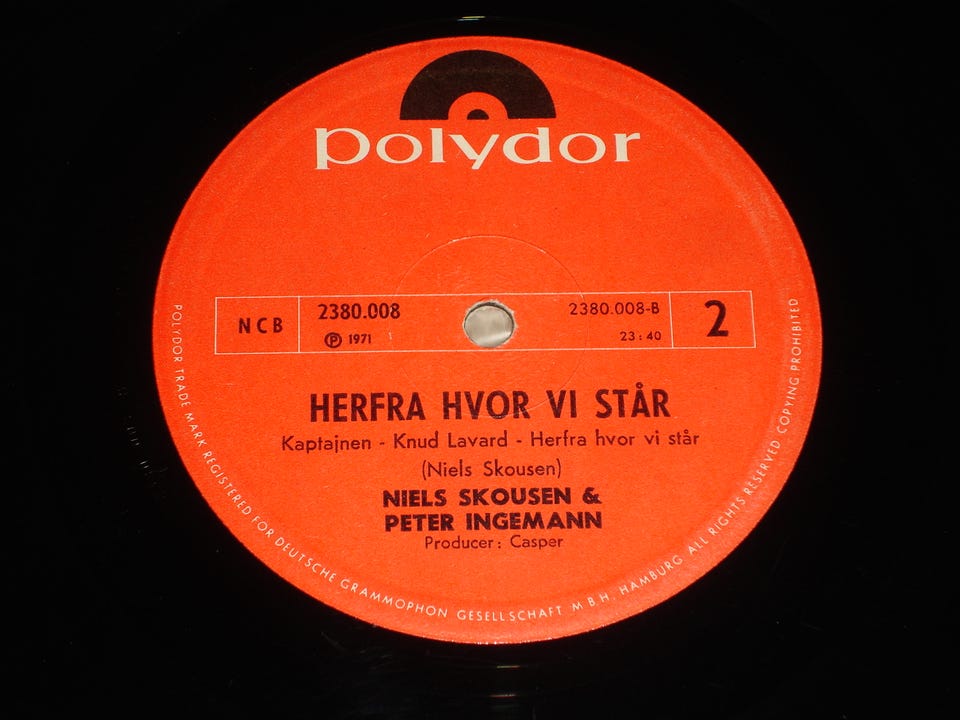 polydor
NCB
2380.008
℗ 1971
2380.008-B
23:40
2
HERFRA HVOR VI STÅR
Kaptajnen - Knud Lavard - Herfra hvor vi står
(Niels Skousen)
NIELS SKOUSEN &
PETER INGEMANN
Producer: Casper
POLYDOR TRADE MARK REGISTERED FOR DEUTSCHE GRAMMOPHON GESELLSCHAFT M.B.H. HAMBURG ALL RIGHTS RESERVED COPYING PROHIBITED